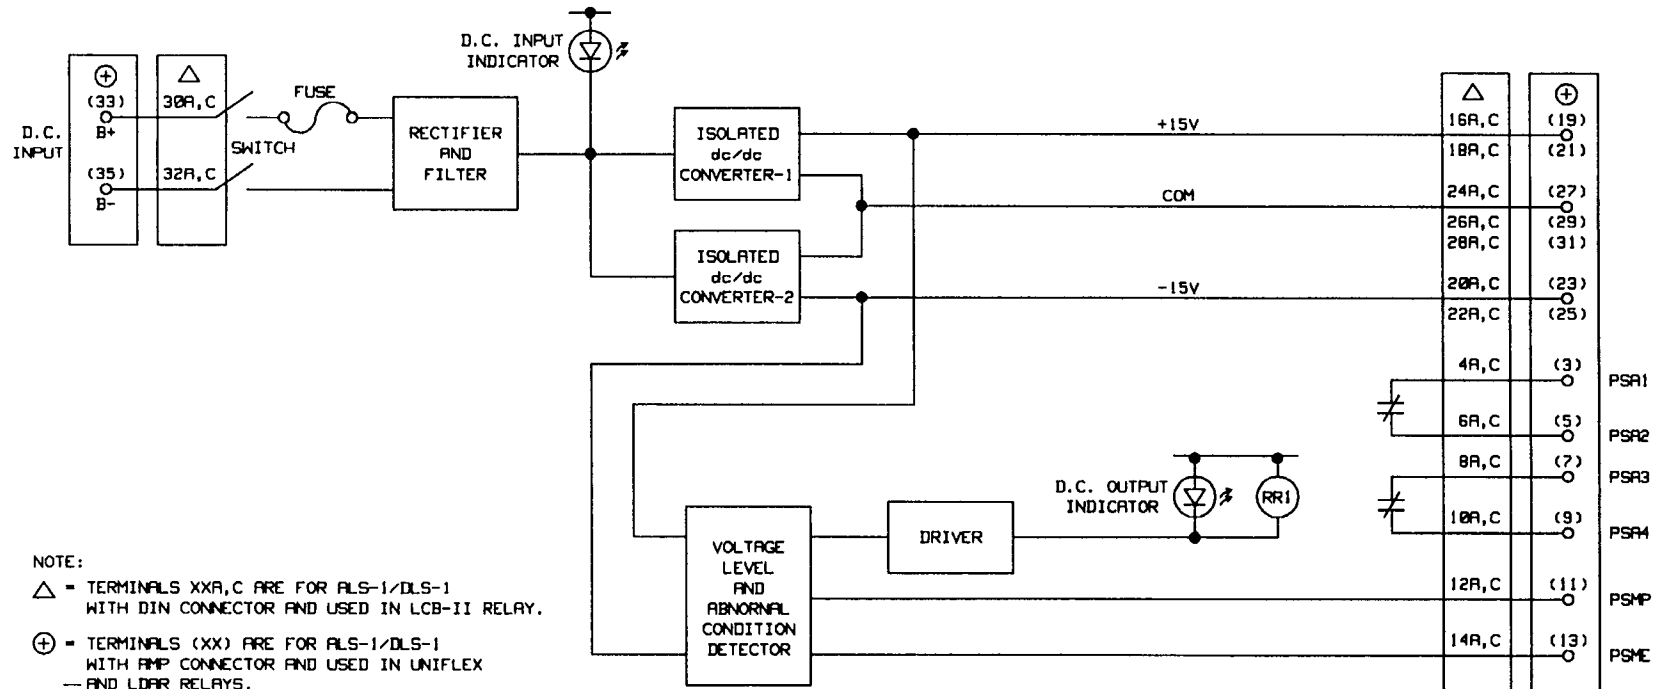 D.C. INPUT
INDICATOR
(33)
B+
(35)
B-
D.C.
INPUT
30A,C
32A,C
SWITCH
FUSE
RECTIFIER
AND
FILTER
ISOLATED
dc/dc
CONVERTER-1
ISOLATED
dc/dc
CONVERTER-2
+15V
COM
-15V
16A,C
(19)
18A,C
(21)
24A,C
(27)
26A,C
(29)
28A,C
(31)
20A,C
(23)
22A,C
(25)
4A,C
(3)
PSA1
6A,C
(5)
PSA2
8A,C
(7)
PSA3
10A,C
(9)
PSA4
12A,C
(11)
PSMP
14A,C
(13)
PSME
D.C. OUTPUT
INDICATOR
RR1
DRIVER
VOLTAGE
LEVEL
AND
ABNORNAL
CONDITION
DETECTOR
NOTE:
△ = TERMINALS XXA,C ARE FOR ALS-1/DLS-1
WITH DIN CONNECTOR AND USED IN LCB-II RELAY.
⊕ = TERMINALS (XX) ARE FOR ALS-1/DLS-1
WITH AMP CONNECTOR AND USED IN UNIFLEX
AND LDAR RELAYS.